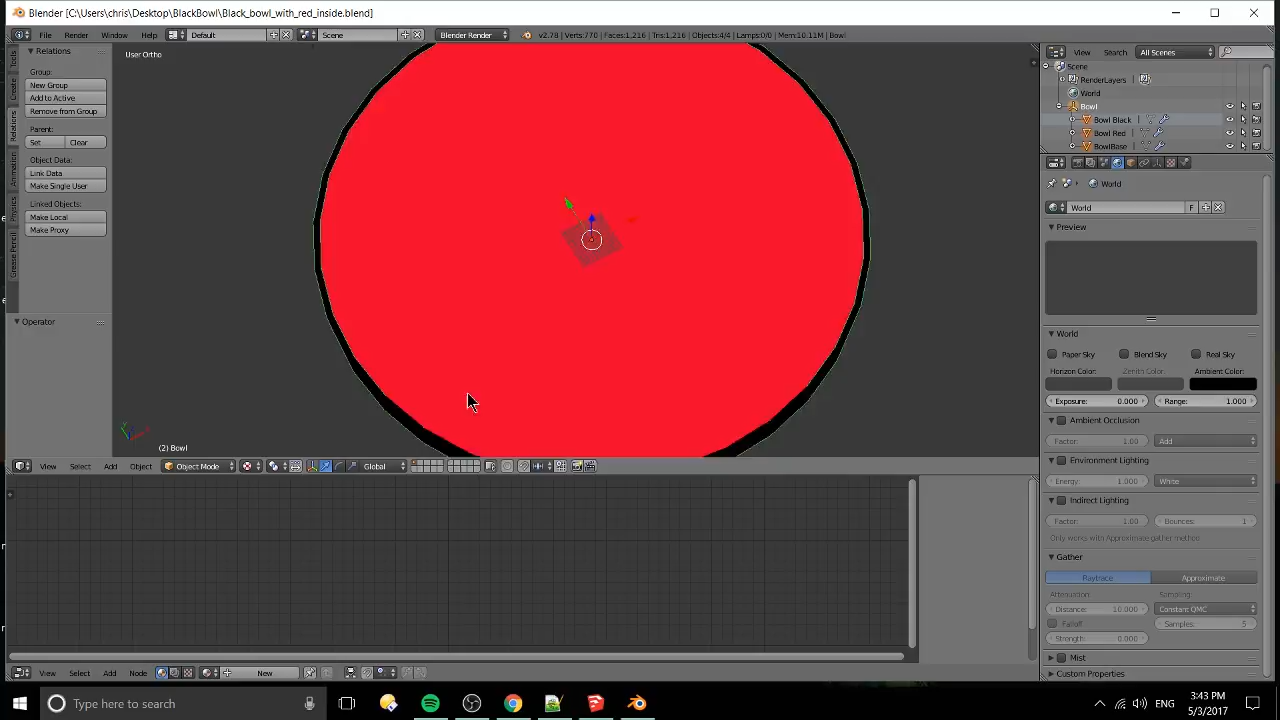 Blender [C:\Users\chris\Desktop\BlackBowl\Black_bowl_with_red_inside.blend]
File Render Window Help Default Scene Blender Render v2.78 | Verts:770 | Faces:1,216 | Tris:1,216 | Objects:4/4 | Lamps:0/0 | Mem:10.11M | Bowl
Tools
Create
Relations
Animation
Physics
Grease Pencil
Relations
Group:
New Group
Add to Active
Remove from Group
Parent:
Set Clear
Object Data:
Link Data
Make Single User
Linked Objects:
Make Local
Make Proxy
Operator
User Ortho
(2) Bowl
View Select Add Object Object Mode Global
View Select Add Node New
View Search All Scenes
Scene
RenderLayers
World
Bowl
Bowl Black
Bowl Red
BowlBase
World
World F
Preview
World
Paper Sky Blend Sky Real Sky
Horizon Color: Zenith Color: Ambient Color:
Exposure: 0.000 Range: 1.000
Ambient Occlusion
Factor: 1.00 Add
Environment Lighting
Energy: 1.000 White
Indirect Lighting
Factor: 1.00 Bounces: 1
Only works with Approximate gather method
Gather
Raytrace Approximate
Attenuation: Sampling:
Distance: 10.000 Constant QMC
Falloff Samples: 5
Strength: 0.000
Mist
Custom Properties
Type here to search
ENG
3:43 PM
5/3/2017